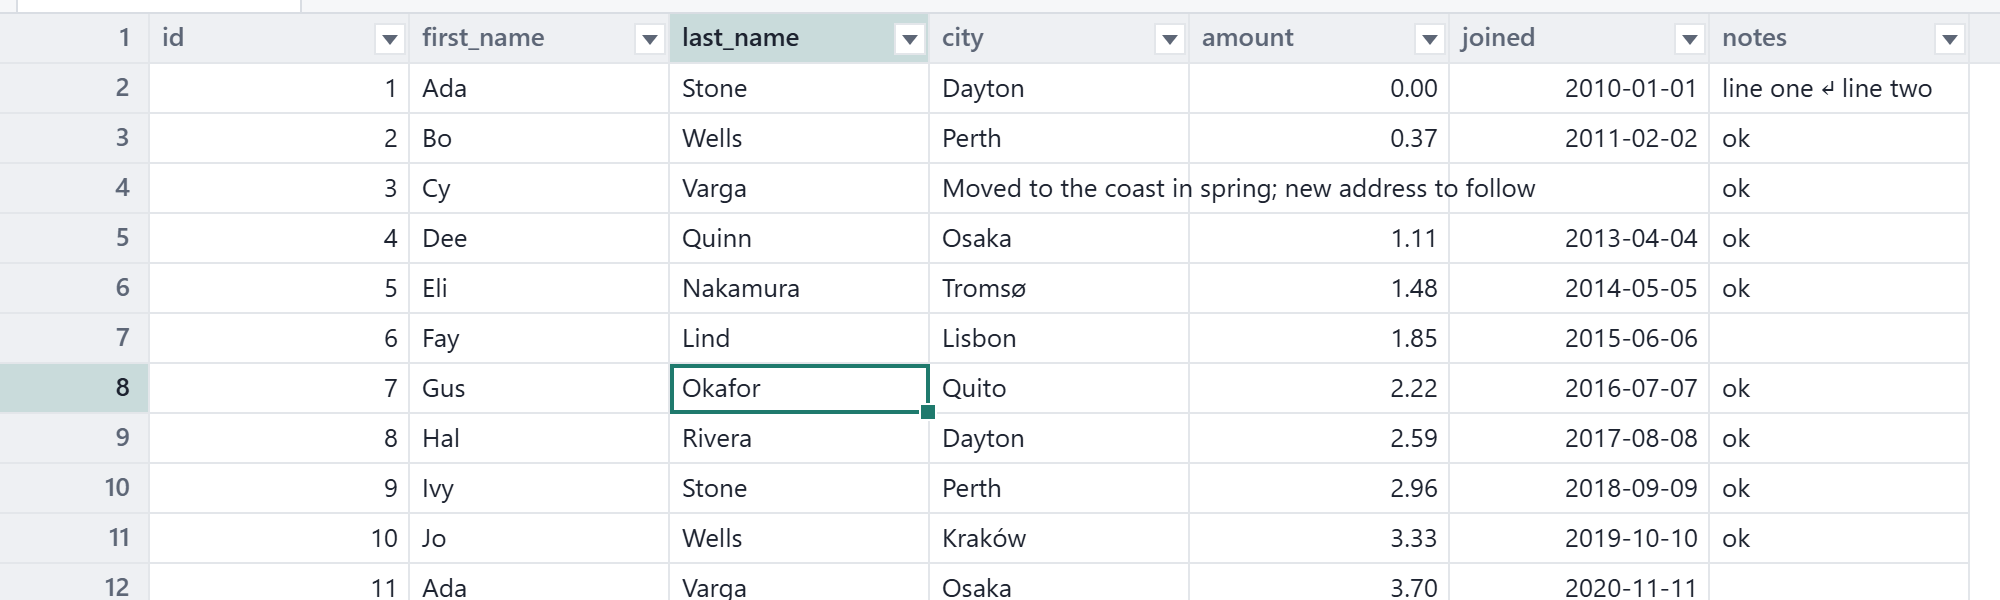 1 id first_name last_name city amount joined notes
2 1 Ada Stone Dayton 0.00 2010-01-01 line one ↲ line two
3 2 Bo Wells Perth 0.37 2011-02-02 ok
4 3 Cy Varga Moved to the coast in spring; new address to follow ok
5 4 Dee Quinn Osaka 1.11 2013-04-04 ok
6 5 Eli Nakamura Tromsø 1.48 2014-05-05 ok
7 6 Fay Lind Lisbon 1.85 2015-06-06
8 7 Gus Okafor Quito 2.22 2016-07-07 ok
9 8 Hal Rivera Dayton 2.59 2017-08-08 ok
10 9 Ivy Stone Perth 2.96 2018-09-09 ok
11 10 Jo Wells Kraków 3.33 2019-10-10 ok
12 11 Ada Varga Osaka 3.70 2020-11-11